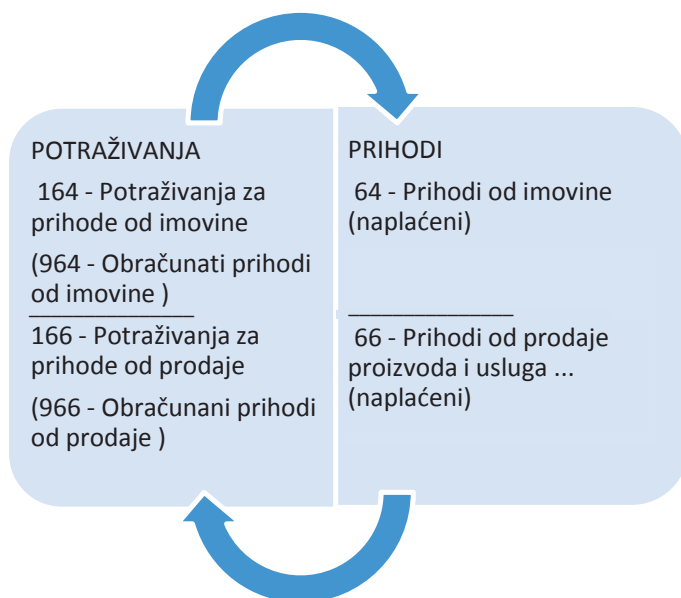 POTRAŽIVANJA
164 - Potraživanja za
prihode od imovine
(964 - Obračunati prihodi
od imovine )
166 - Potraživanja za
prihode od prodaje
(966 - Obračunani prihodi
od prodaje )
PRIHODI
64 - Prihodi od imovine
(naplaćeni)
66 - Prihodi od prodaje
proizvoda i usluga ...
(naplaćeni)